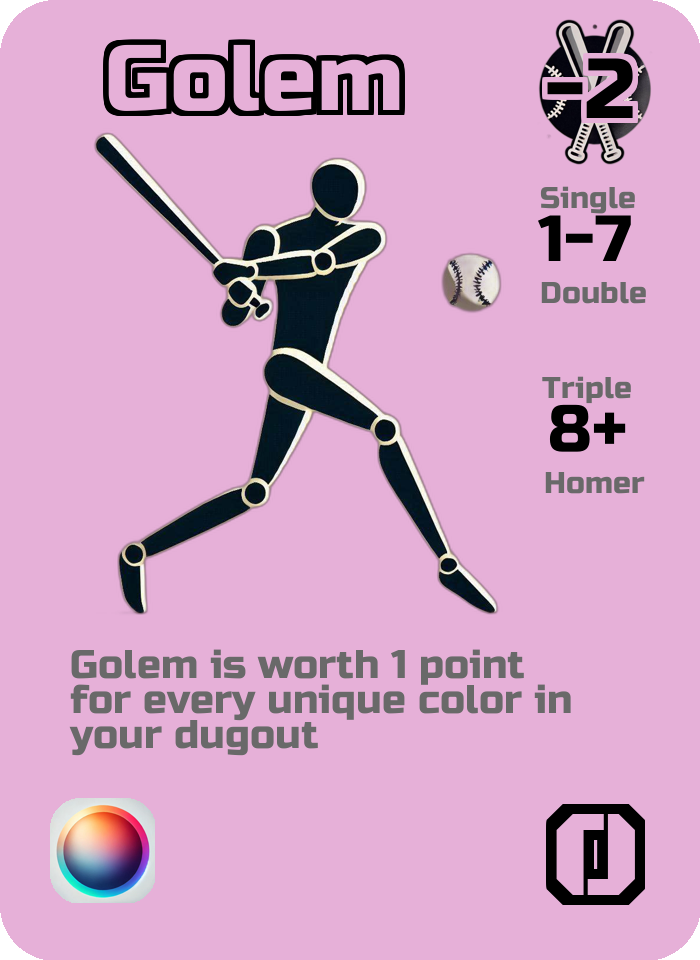 Golem
-2
Single
1-7
Double
Triple
8+
Homer
Golem is worth 1 point
for every unique color in
your dugout